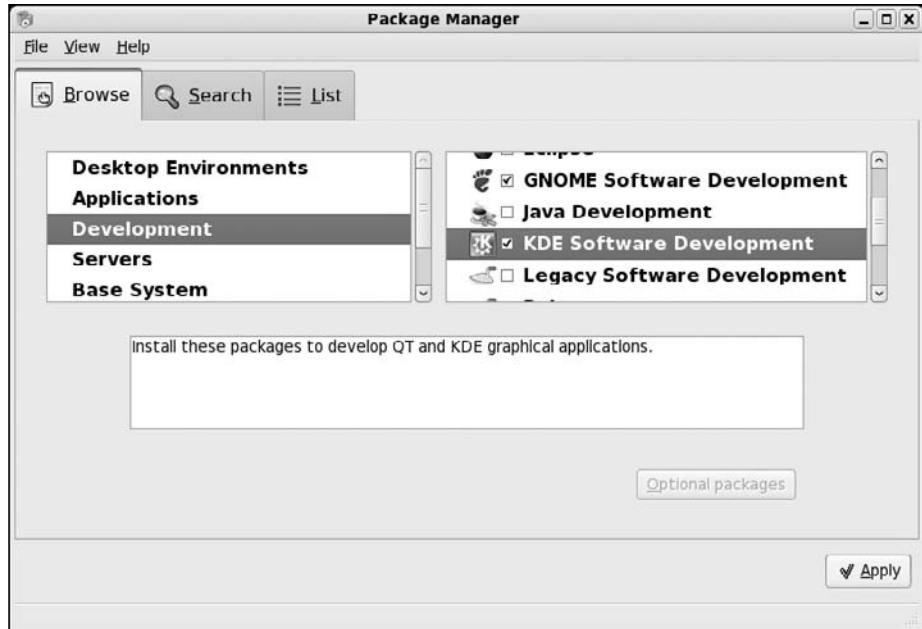 Package Manager
File View Help
Browse Search List
Desktop Environments
Applications
Development
Servers
Base System
GNOME Software Development
Java Development
KDE Software Development
Legacy Software Development
Install these packages to develop QT and KDE graphical applications.
Optional packages
Apply